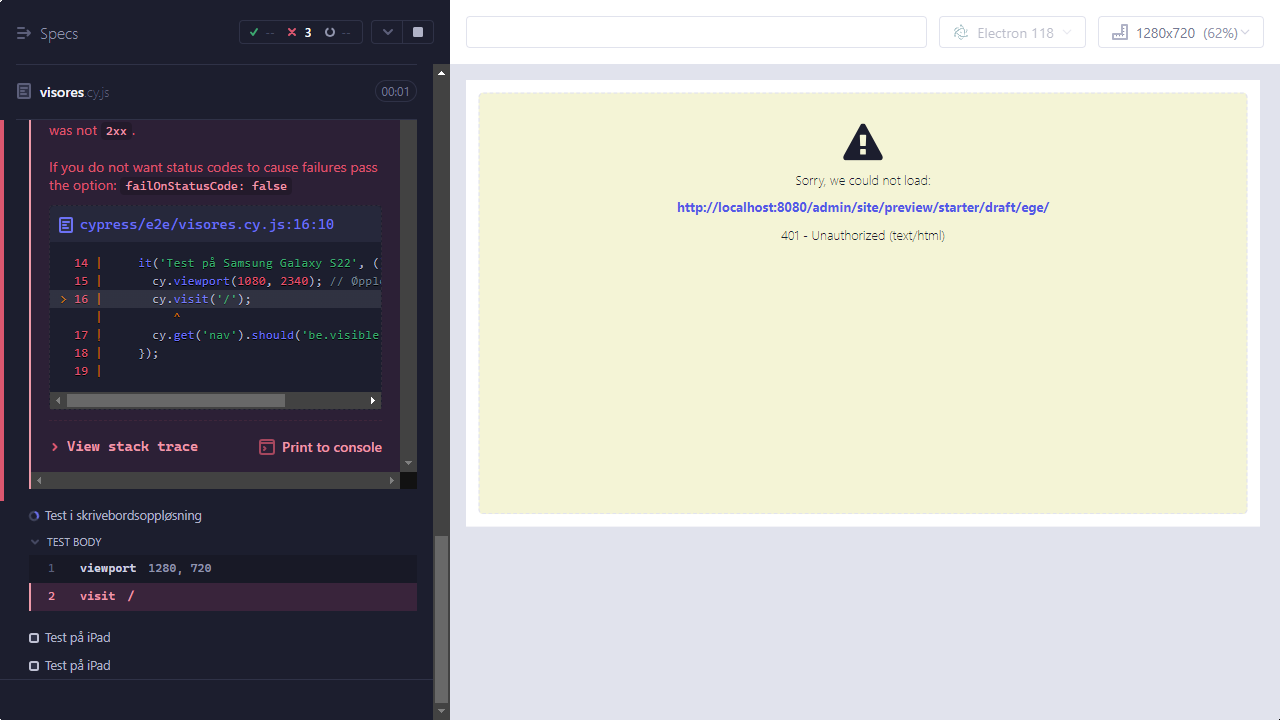 Specs
--
3
--
Electron 118
1280x720 (62%)
visores.cy.js
00:01
was not 2xx .
If you do not want status codes to cause failures pass
the option: failOnStatusCode: false
cypress/e2e/visores.cy.js:16:10
14 | it('Test på Samsung Galaxy S22', (
15 | cy.viewport(1080, 2340); // Øppl
> 16 | cy.visit('/');
| ^
17 | cy.get('nav').should('be.visible
18 | });
19 |
View stack trace
Print to console
Test i skrivebordsoppløsning
TEST BODY
1 viewport 1280, 720
2 visit /
Test på iPad
Test på iPad
Sorry, we could not load:
http://localhost:8080/admin/site/preview/starter/draft/ege/
401 - Unauthorized (text/html)